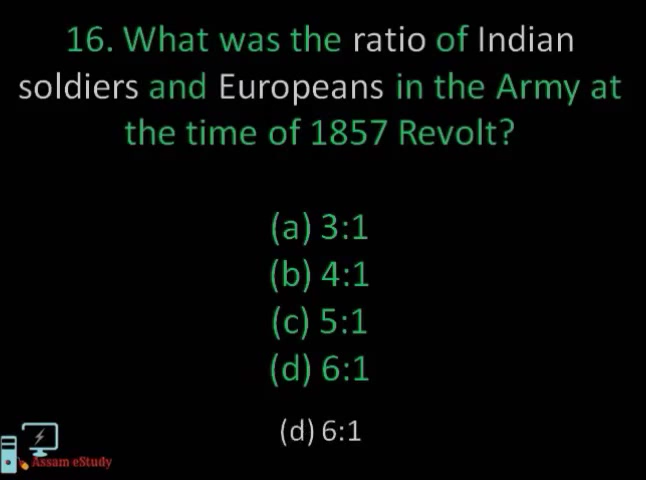 16. What was the ratio of Indian
soldiers and Europeans in the Army at
the time of 1857 Revolt?
(a) 3:1
(b) 4:1
(c) 5:1
(d) 6:1
(d) 6:1
Assam eStudy